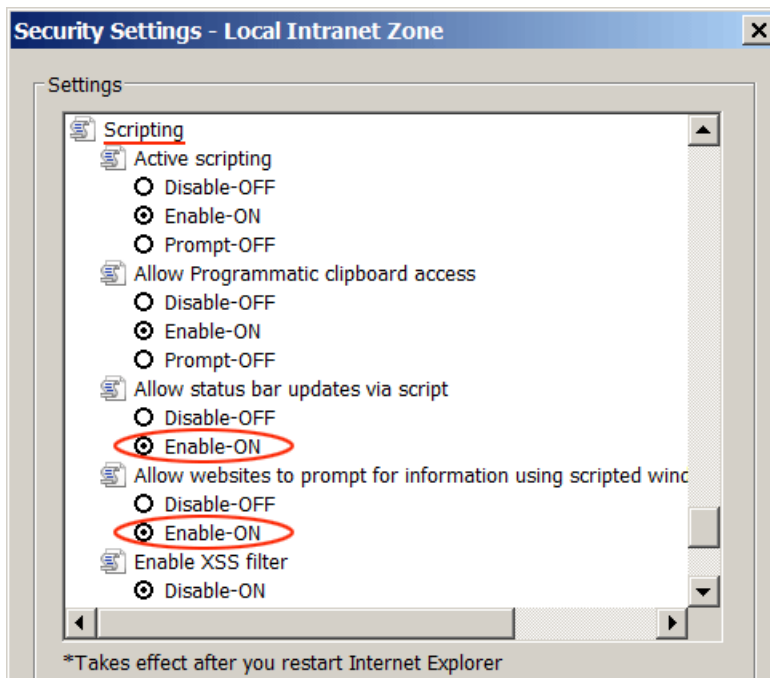 Security Settings - Local Intranet Zone
Settings
Scripting
Active scripting
Disable-OFF
Enable-ON
Prompt-OFF
Allow Programmatic clipboard access
Disable-OFF
Enable-ON
Prompt-OFF
Allow status bar updates via script
Disable-OFF
Enable-ON
Allow websites to prompt for information using scripted winc
Disable-OFF
Enable-ON
Enable XSS filter
Disable-ON
*Takes effect after you restart Internet Explorer